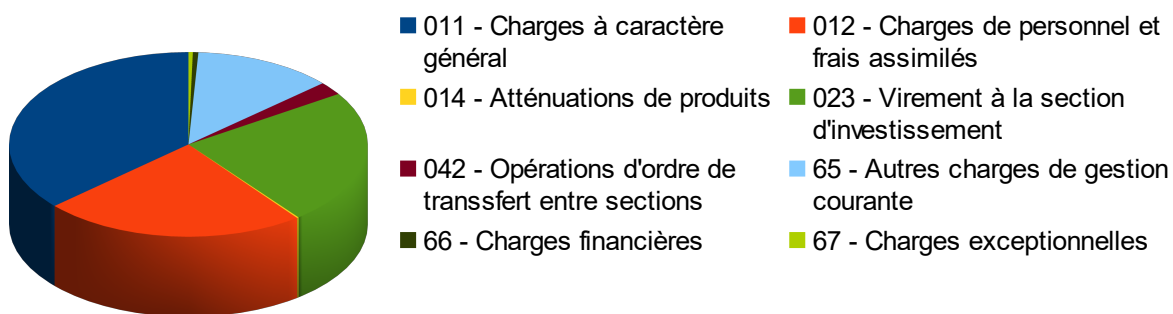 011 - Charges à caractère
général
012 - Charges de personnel et
frais assimilés
014 - Atténuations de produits
023 - Virement à la section
d'investissement
042 - Opérations d'ordre de
transsfert entre sections
65 - Autres charges de gestion
courante
66 - Charges financières
67 - Charges exceptionnelles